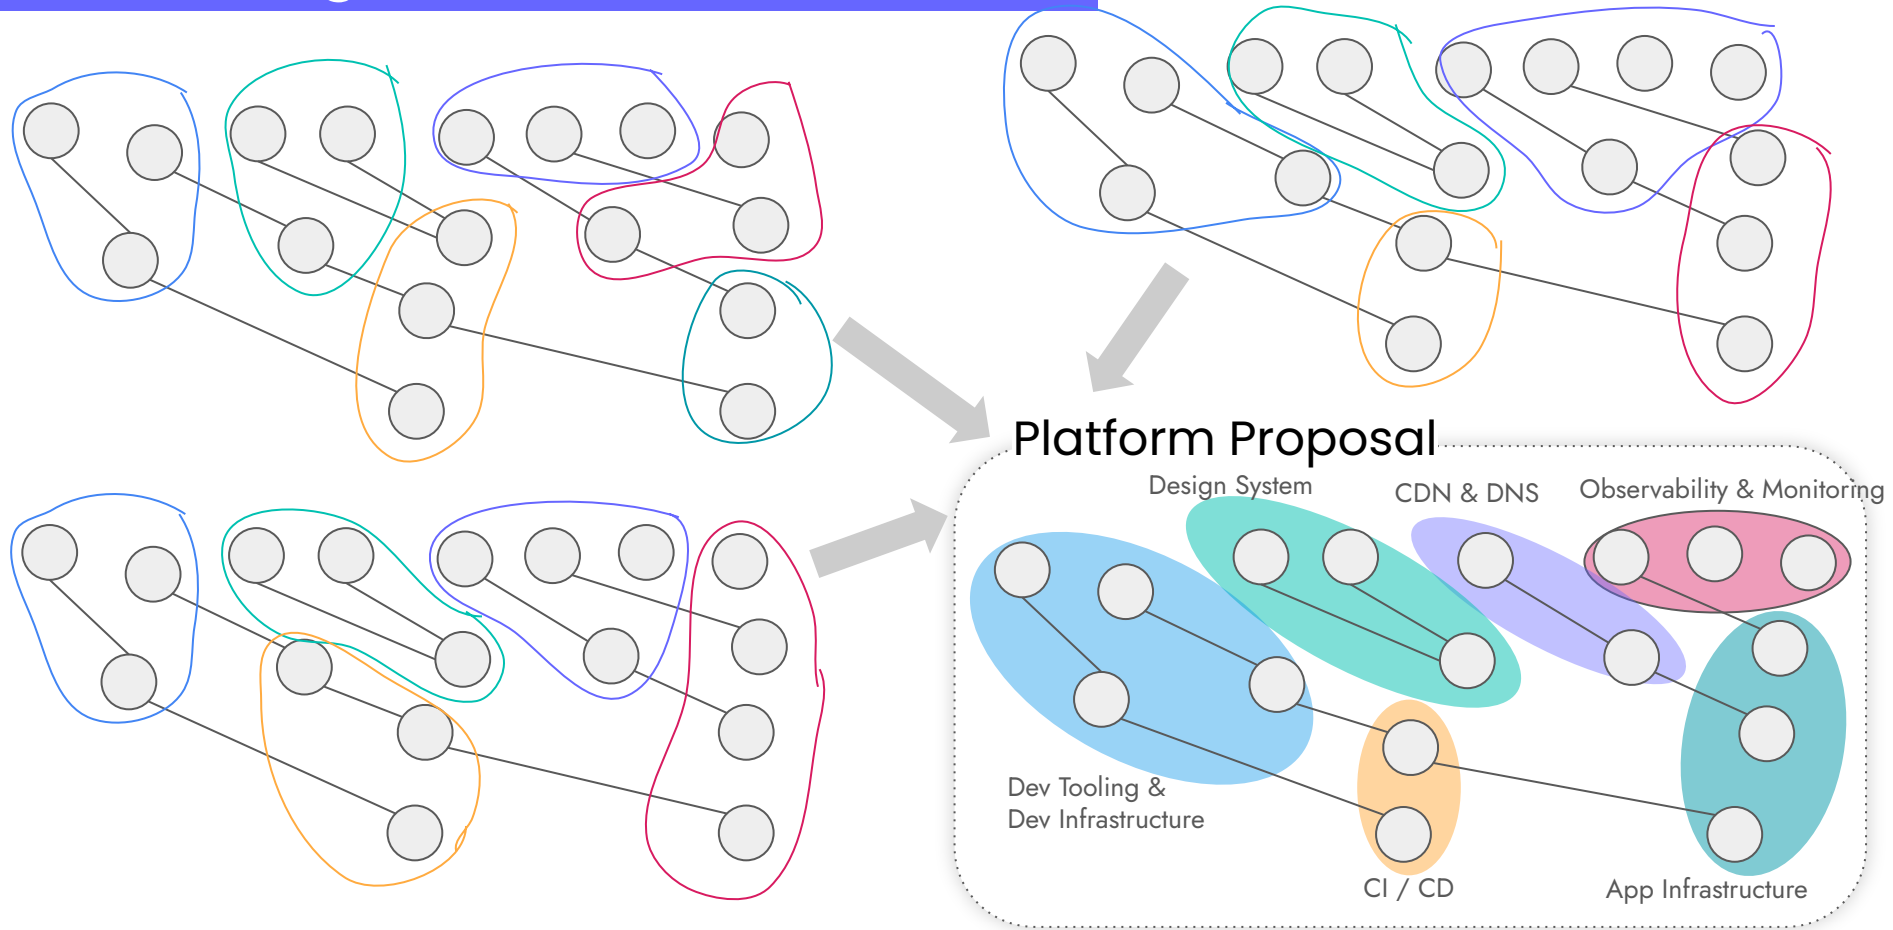 Platform Proposal
Design System
CDN & DNS
Observability & Monitoring
Dev Tooling &
Dev Infrastructure
CI / CD
App Infrastructure